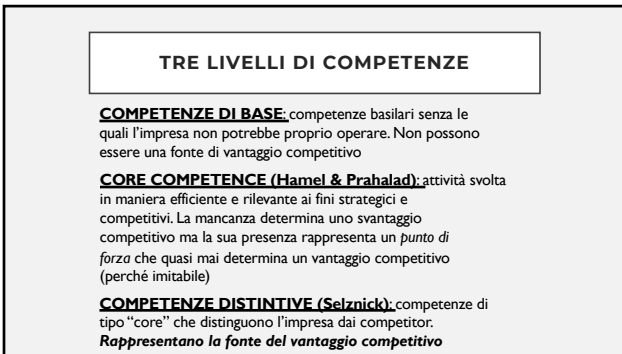 TRE LIVELLI DI COMPETENZE
COMPETENZE DI BASE: competenze basilari senza le
quali l'impresa non potrebbe proprio operare. Non possono
essere una fonte di vantaggio competitivo
CORE COMPETENCE (Hamel & Prahalad): attività svolta
in maniera efficiente e rilevante ai fini strategici e
competitivi. La mancanza determina uno svantaggio
competitivo ma la sua presenza rappresenta un punto di
forza che quasi mai determina un vantaggio competitivo
(perché imitabile)
COMPETENZE DISTINTIVE (Selznick): competenze di
tipo "core" che distinguono l'impresa dai competitor.
Rappresentano la fonte del vantaggio competitivo